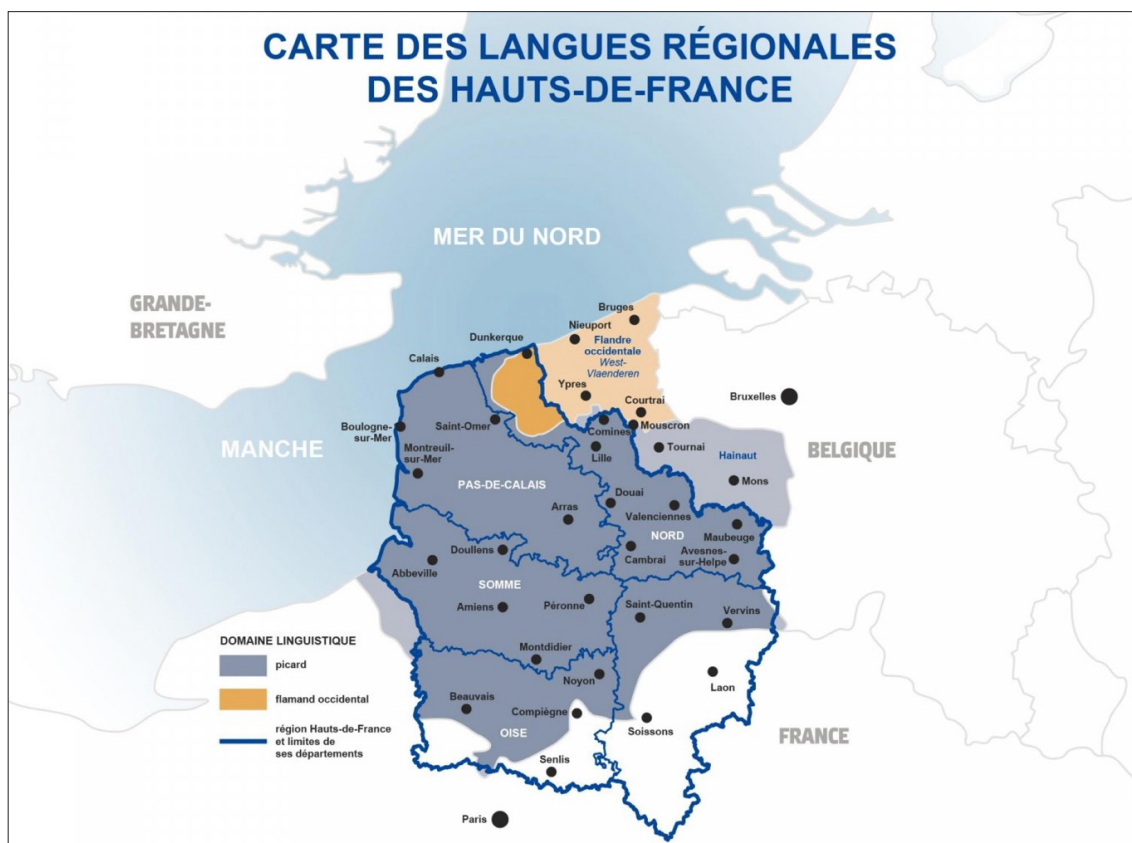 CARTE DES LANGUES RÉGIONALES
DES HAUTS-DE-FRANCE
MER DU NORD
GRANDE-
BRETAGNE
Bruges
Nieuport
Dunkerque
Flandre
occidentale
West-
Vlaenderen
Calais
Ypres
Bruxelles
Courtrai
Boulogne-
sur-Mer
Saint-Omer
Comines
Mouscron
MANCHE
Lille
Tournai
Hainaut
BELGIQUE
Montreuil-
sur-Mer
Mons
PAS-DE-CALAIS
Douai
Arras
Valenciennes
NORD
Maubeuge
Doullens
Cambrai
Avesnes-
sur-Helpe
Abbeville
SOMME
Amiens
Péronne
Saint-Quentin
Vervins
DOMAINE LINGUISTIQUE
picard
flamand occidental
région Hauts-de-France
et limites de
ses départements
Montdidier
Noyon
Laon
Beauvais
Compiègne
OISE
Soissons
FRANCE
Senlis
Paris